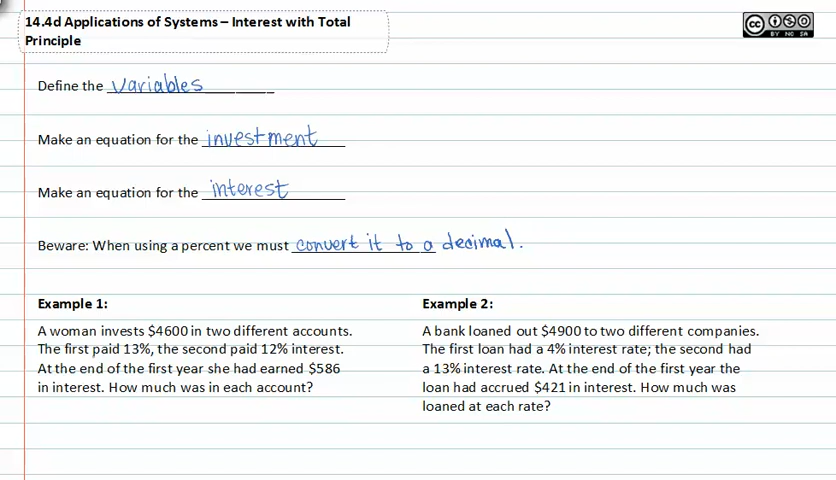 14.4d Applications of Systems – Interest with Total
Principle
CC BY NC SA
Define the variables
Make an equation for the investment
Make an equation for the interest
Beware: When using a percent we must convert it to a decimal.
Example 1:
A woman invests $4600 in two different accounts.
The first paid 13%, the second paid 12% interest.
At the end of the first year she had earned $586
in interest. How much was in each account?
Example 2:
A bank loaned out $4900 to two different companies.
The first loan had a 4% interest rate; the second had
a 13% interest rate. At the end of the first year the
loan had accrued $421 in interest. How much was
loaned at each rate?